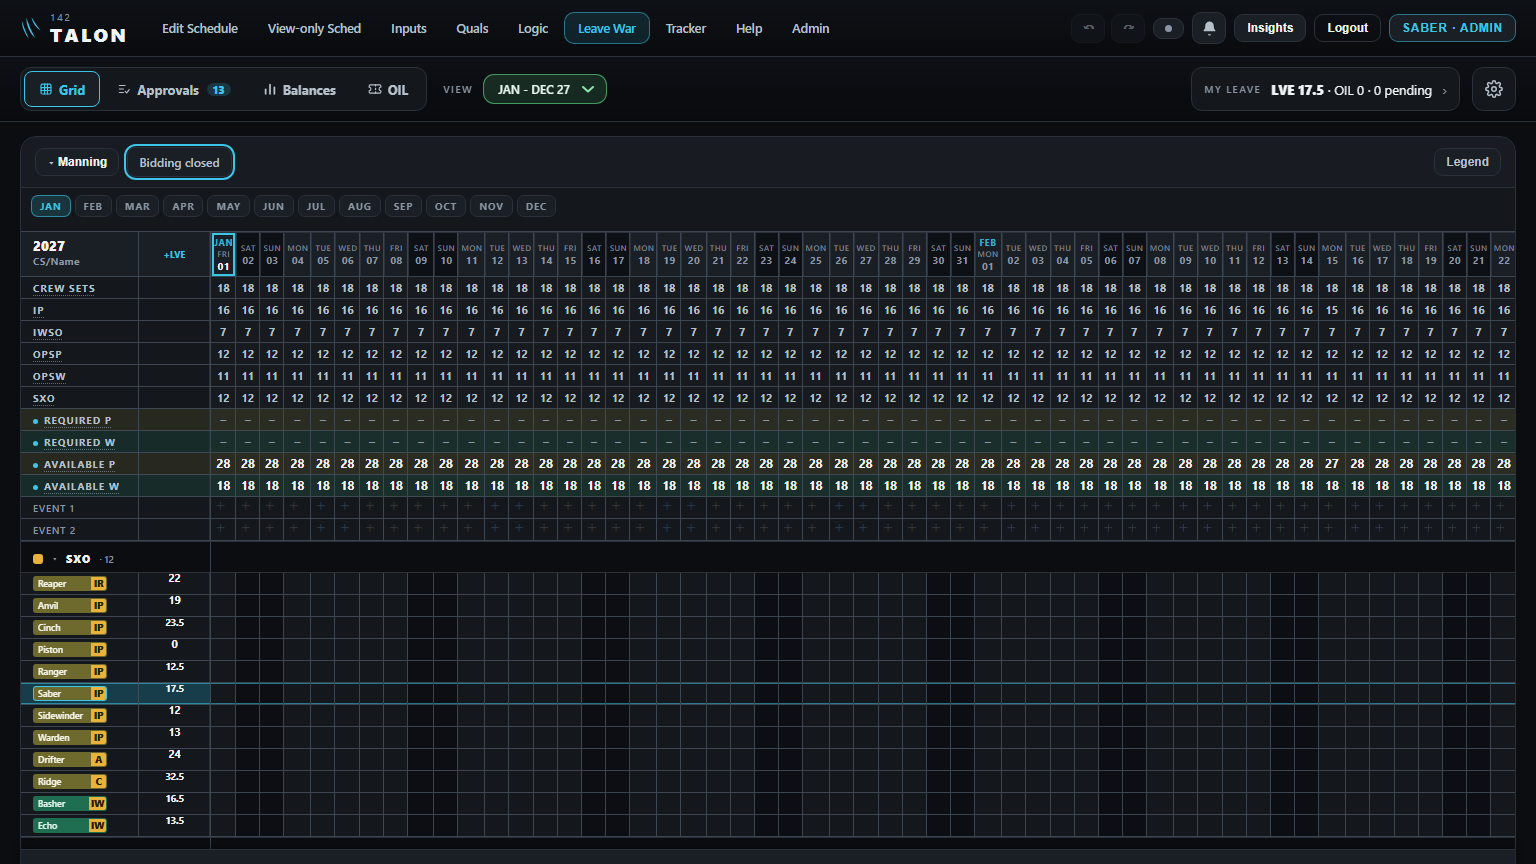 142
TALON
Edit Schedule View-only Sched Inputs Quals Logic Leave War Tracker Help Admin Insights Logout SABER · ADMIN
Grid Approvals 13 Balances OIL VIEW JAN - DEC 27 MY LEAVE LVE 17.5 · OIL 0 · 0 pending ›
Manning Bidding closed Legend
JAN FEB MAR APR MAY JUN JUL AUG SEP OCT NOV DEC
2027 +LVE JAN FEB
CS/Name FRI SAT SUN MON TUE WED THU FRI SAT SUN MON TUE WED THU FRI SAT SUN MON TUE WED THU FRI SAT SUN MON TUE WED THU FRI SAT SUN MON TUE WED THU FRI SAT SUN MON TUE WED THU FRI SAT SUN MON TUE WED THU FRI SAT SUN MON
01 02 03 04 05 06 07 08 09 10 11 12 13 14 15 16 17 18 19 20 21 22 23 24 25 26 27 28 29 30 31 01 02 03 04 05 06 07 08 09 10 11 12 13 14 15 16 17 18 19 20 21 22
CREW SETS 18 18 18 18 18 18 18 18 18 18 18 18 18 18 18 18 18 18 18 18 18 18 18 18 18 18 18 18 18 18 18 18 18 18 18 18 18 18 18 18 18 18 18 18 18 18 18 18 18 18 18 18 18
IP 16 16 16 16 16 16 16 16 16 16 16 16 16 16 16 16 16 16 16 16 16 16 16 16 16 16 16 16 16 16 16 16 16 16 16 16 16 16 16 16 16 16 16 16 16 15 16 16 16 16 16 16 16
IWSO 7 7 7 7 7 7 7 7 7 7 7 7 7 7 7 7 7 7 7 7 7 7 7 7 7 7 7 7 7 7 7 7 7 7 7 7 7 7 7 7 7 7 7 7 7 7 7 7 7 7 7 7 7
OPSP 12 12 12 12 12 12 12 12 12 12 12 12 12 12 12 12 12 12 12 12 12 12 12 12 12 12 12 12 12 12 12 12 12 12 12 12 12 12 12 12 12 12 12 12 12 12 12 12 12 12 12 12 12
OPSW 11 11 11 11 11 11 11 11 11 11 11 11 11 11 11 11 11 11 11 11 11 11 11 11 11 11 11 11 11 11 11 11 11 11 11 11 11 11 11 11 11 11 11 11 11 11 11 11 11 11 11 11 11
SXO 12 12 12 12 12 12 12 12 12 12 12 12 12 12 12 12 12 12 12 12 12 12 12 12 12 12 12 12 12 12 12 12 12 12 12 12 12 12 12 12 12 12 12 12 12 12 12 12 12 12 12 12 12
REQUIRED P – – – – – – – – – – – – – – – – – – – – – – – – – – – – – – – – – – – – – – – – – – – – – – – – – – – – –
REQUIRED W – – – – – – – – – – – – – – – – – – – – – – – – – – – – – – – – – – – – – – – – – – – – – – – – – – – – –
AVAILABLE P 28 28 28 28 28 28 28 28 28 28 28 28 28 28 28 28 28 28 28 28 28 28 28 28 28 28 28 28 28 28 28 28 28 28 28 28 28 28 28 28 28 28 28 28 28 27 28 28 28 28 28 28 28
AVAILABLE W 18 18 18 18 18 18 18 18 18 18 18 18 18 18 18 18 18 18 18 18 18 18 18 18 18 18 18 18 18 18 18 18 18 18 18 18 18 18 18 18 18 18 18 18 18 18 18 18 18 18 18 18 18
EVENT 1 + + + + + + + + + + + + + + + + + + + + + + + + + + + + + + + + + + + + + + + + + + + + + + + + + + + + +
EVENT 2 + + + + + + + + + + + + + + + + + + + + + + + + + + + + + + + + + + + + + + + + + + + + + + + + + + + + +
SXO · 12
Reaper IR 22
Anvil IP 19
Cinch IP 23.5
Piston IP 0
Ranger IP 12.5
Saber IP 17.5
Sidewinder IP 12
Warden IP 13
Drifter A 24
Ridge C 32.5
Basher IW 16.5
Echo IW 13.5